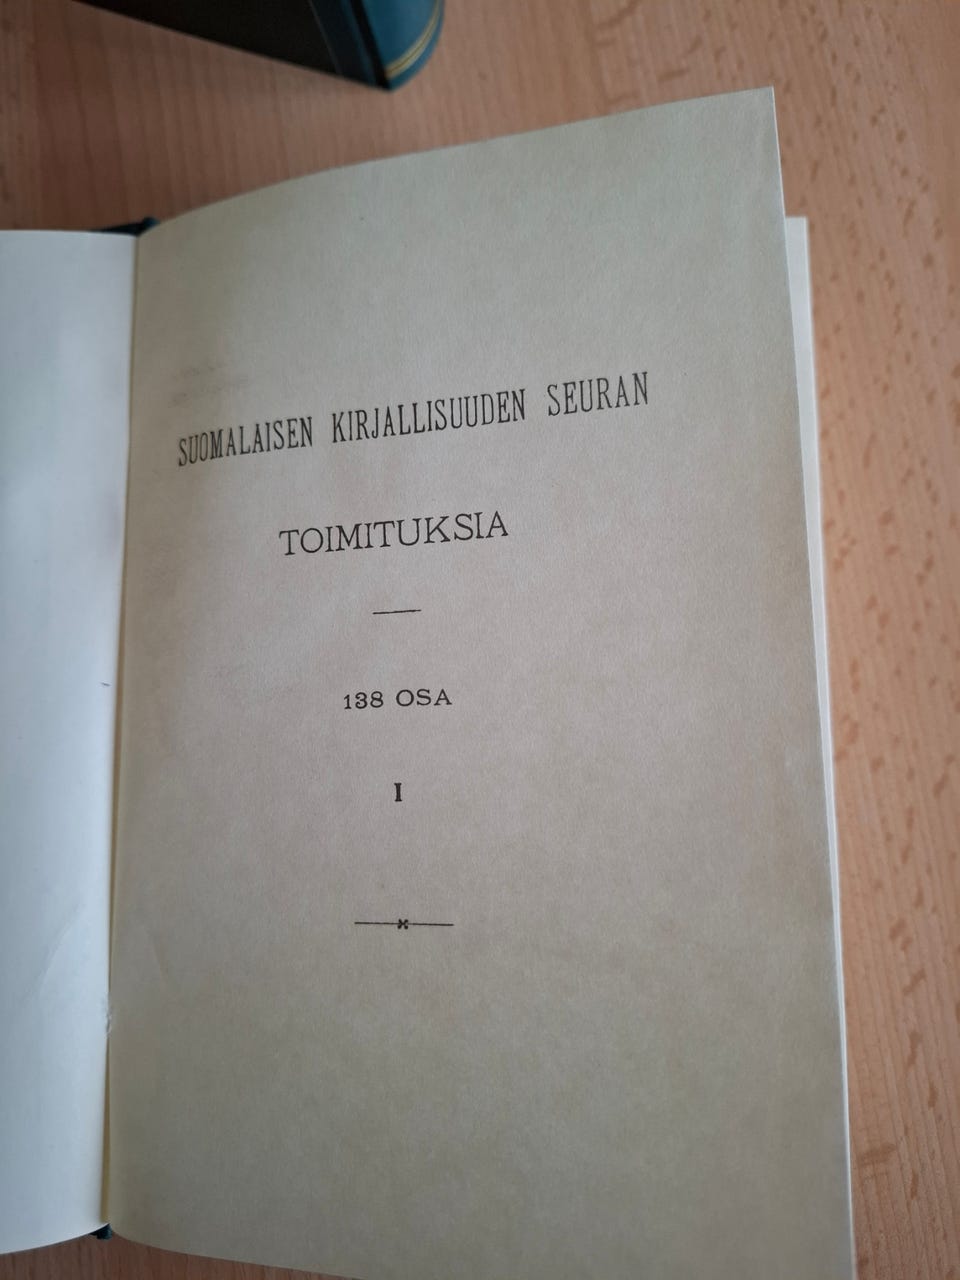 SUOMALAISEN KIRJALLISUUDEN SEURAN
TOIMITUKSIA
138 OSA
I